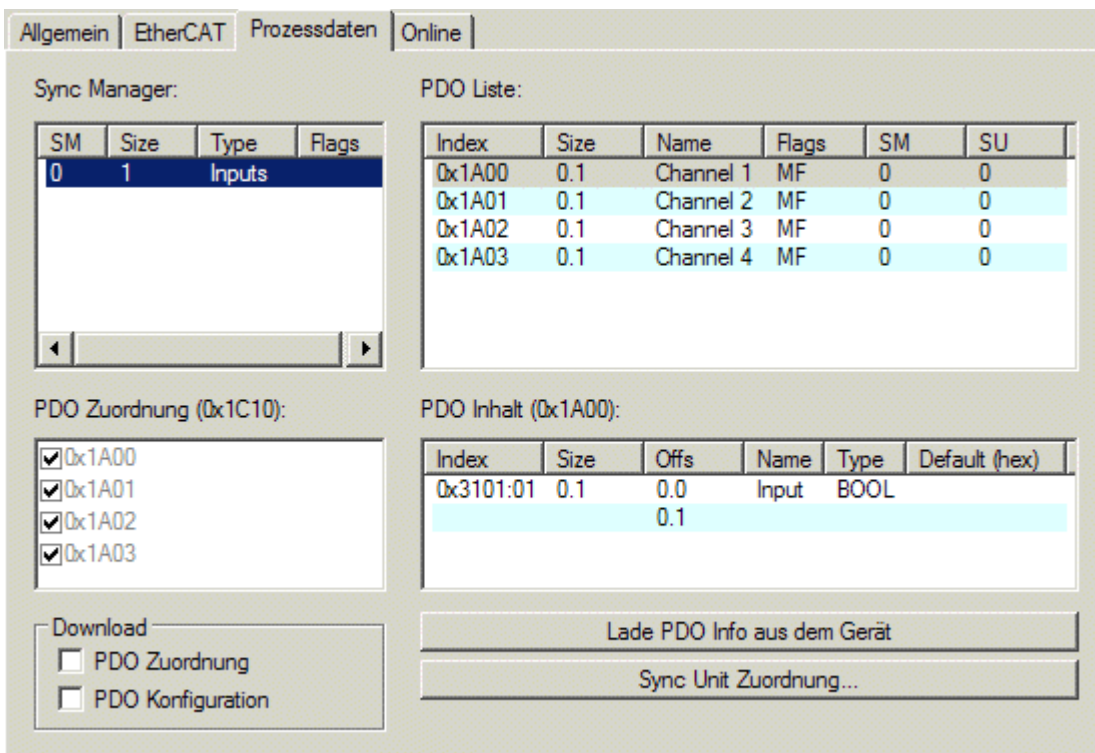 Allgemein EtherCAT Prozessdaten Online
Sync Manager:
SM Size Type Flags
0 1 Inputs
PDO Liste:
Index Size Name Flags SM SU
0x1A00 0.1 Channel 1 MF 0 0
0x1A01 0.1 Channel 2 MF 0 0
0x1A02 0.1 Channel 3 MF 0 0
0x1A03 0.1 Channel 4 MF 0 0
PDO Zuordnung (0x1C10):
0x1A00
0x1A01
0x1A02
0x1A03
PDO Inhalt (0x1A00):
Index Size Offs Name Type Default (hex)
0x3101:01 0.1 0.0 Input BOOL
0.1
Download
PDO Zuordnung
PDO Konfiguration
Lade PDO Info aus dem Gerät
Sync Unit Zuordnung...